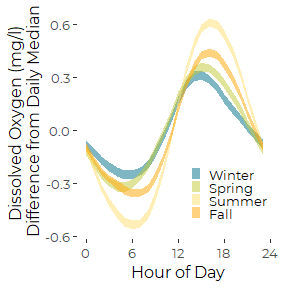 Dissolved Oxygen (mg/l)
Difference from Daily Median
0.6
0.3
0.0
-0.3
-0.6
Winter
Spring
Summer
Fall
0 6 12 18 24
Hour of Day